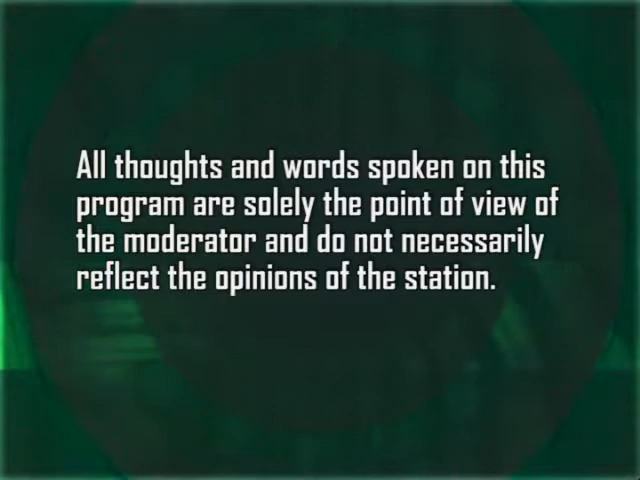 All thoughts and words spoken on this
program are solely the point of view of
the moderator and do not necessarily
reflect the opinions of the station.